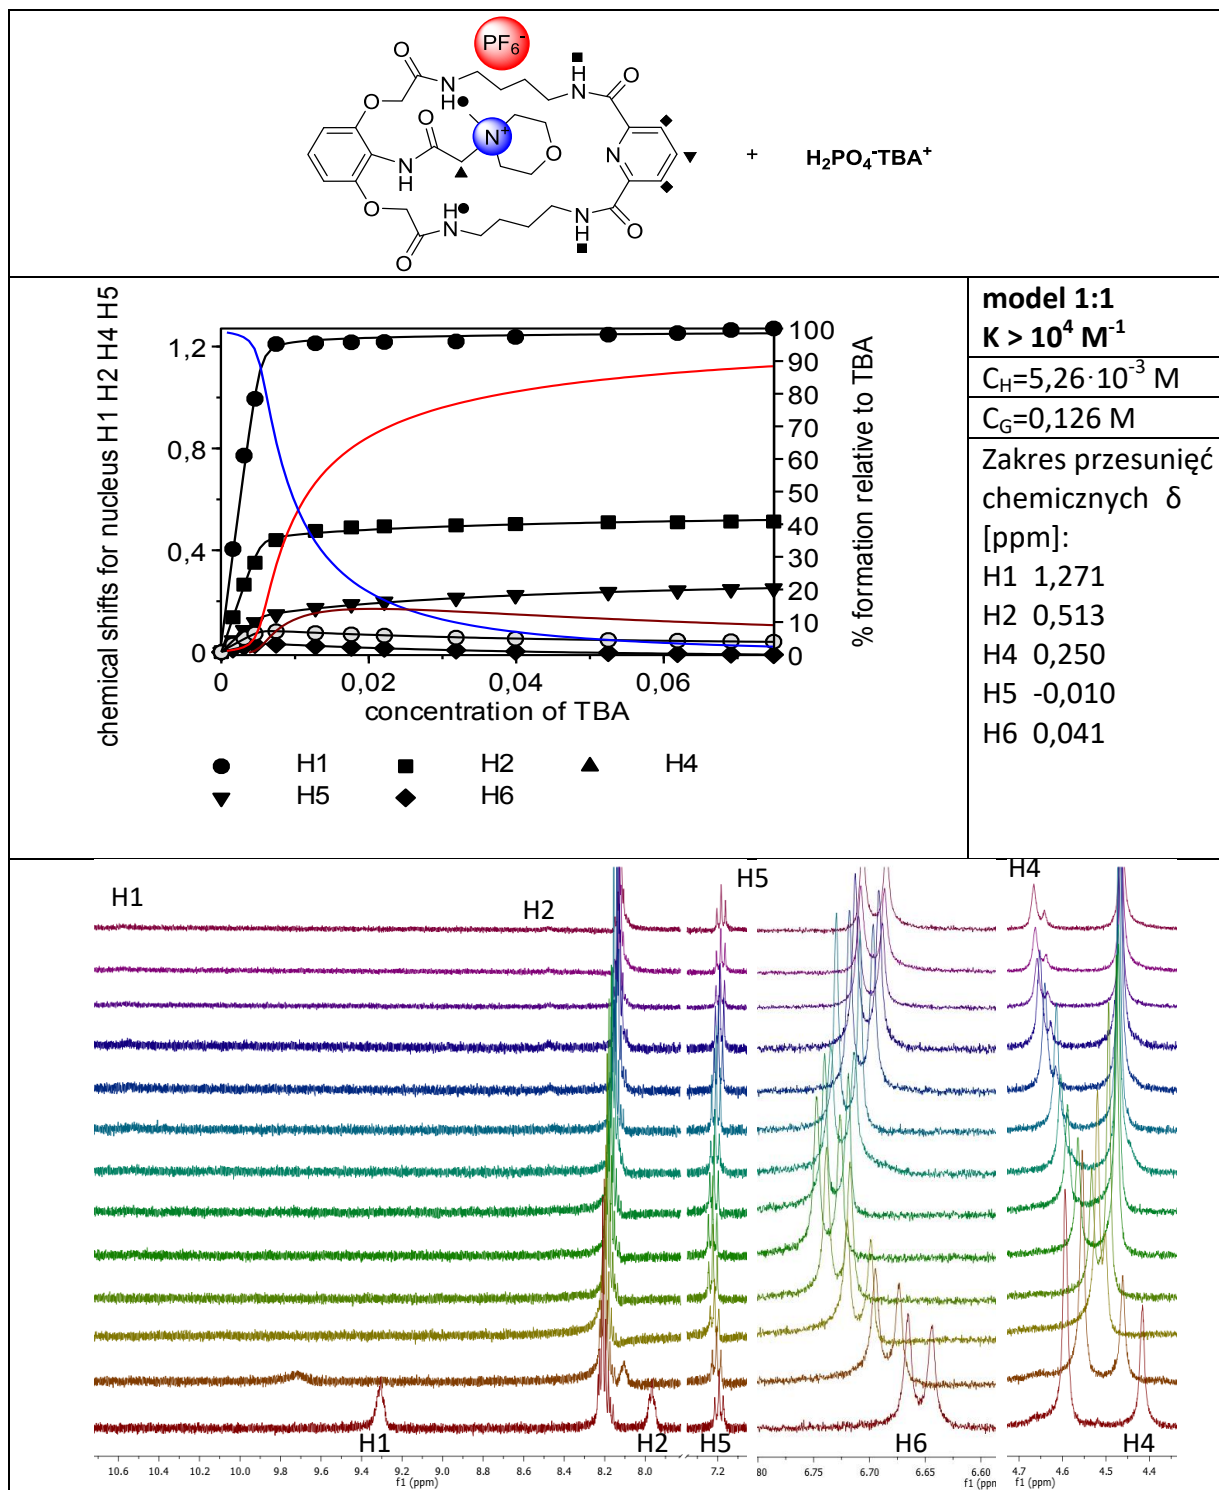 PF6-
O
N
H
N
H
O
O
O
N+
O
N
N
H
O
O
N
H
N
H
O
+ H2PO4-TBA+
chemical shifts for nucleus H1 H2 H4 H5
1,2
0,8
0,4
0
0 0,02 0,04 0,06
concentration of TBA
100
90
80
70
60
50
40
30
20
10
0
% formation relative to TBA
H1 H2 H4
H5 H6
model 1:1
K > 10^4 M^-1
C_H=5,26·10^-3 M
C_G=0,126 M
Zakres przesunięć
chemicznych δ
[ppm]:
H1 1,271
H2 0,513
H4 0,250
H5 -0,010
H6 0,041
H1 H2 H5 H4
H1 H2 H5 H6 H4
10.6 10.4 10.2 10.0 9.8 9.6 9.4 9.2 9.0 8.8 8.6 8.4 8.2 8.0 7.2 80 6.75 6.70 6.65 6.60 4.7 4.6 4.5 4.4
f1 (ppm) f1 (ppm) f1 (ppm) f1 (ppm)